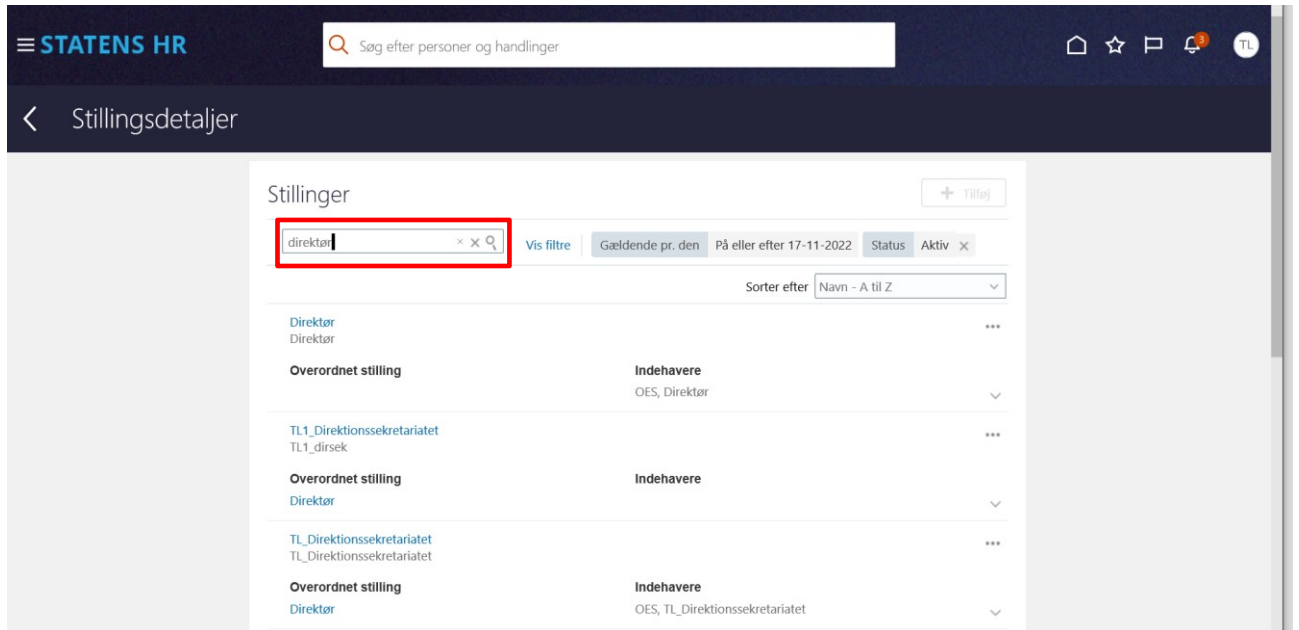 STATENS HR
Søg efter personer og handlinger
3
TL
Stillingsdetaljer
Stillinger
Tilføj
direktør
Vis filtre
Gældende pr. den På eller efter 17-11-2022 Status Aktiv
Sorter efter Navn - A til Z
Direktør
Direktør
Overordnet stilling Indehavere
OES, Direktør
TL1_Direktionssekretariatet
TL1_dirsek
Overordnet stilling Indehavere
Direktør
TL_Direktionssekretariatet
TL_Direktionssekretariatet
Overordnet stilling Indehavere
Direktør OES, TL_Direktionssekretariatet